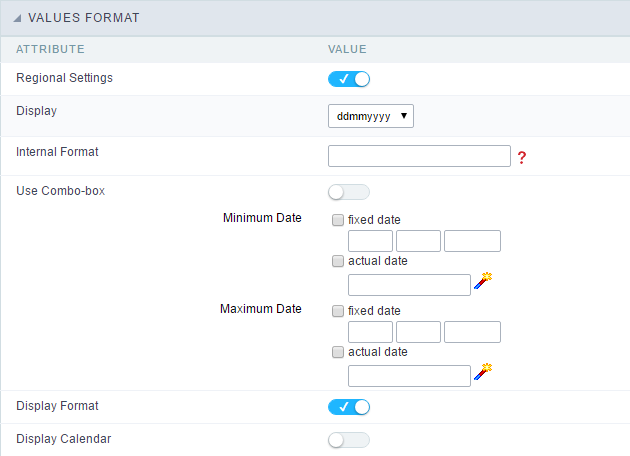 VALUES FORMAT
ATTRIBUTE VALUE
Regional Settings
Display ddmmyyyy
Internal Format ?
Use Combo-box
Minimum Date fixed date
actual date
Maximum Date fixed date
actual date
Display Format
Display Calendar